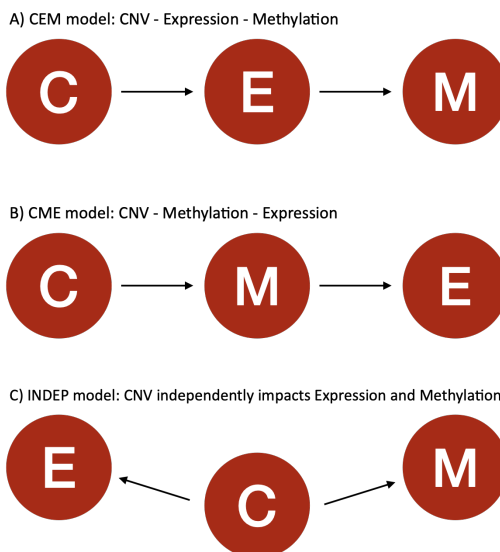 A) CEM model: CNV - Expression - Methylation
C E M
B) CME model: CNV - Methylation - Expression
C M E
C) INDEP model: CNV independently impacts Expression and Methylation
E C M